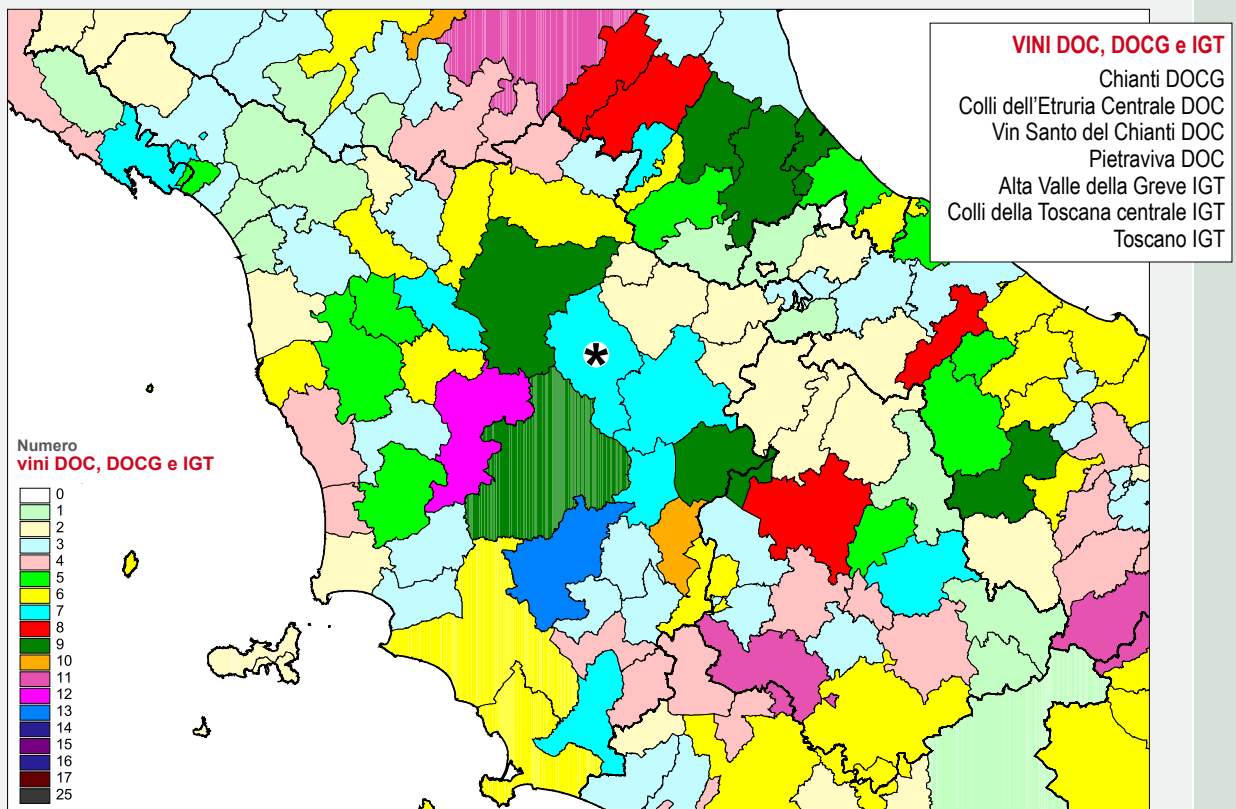 VINI DOC, DOCG e IGT
Chianti DOCG
Colli dell'Etruria Centrale DOC
Vin Santo del Chianti DOC
Pietraviva DOC
Alta Valle della Greve IGT
Colli della Toscana centrale IGT
Toscano IGT
*
Numero
vini DOC, DOCG e IGT
0
1
2
3
4
5
6
7
8
9
10
11
12
13
14
15
16
17
25